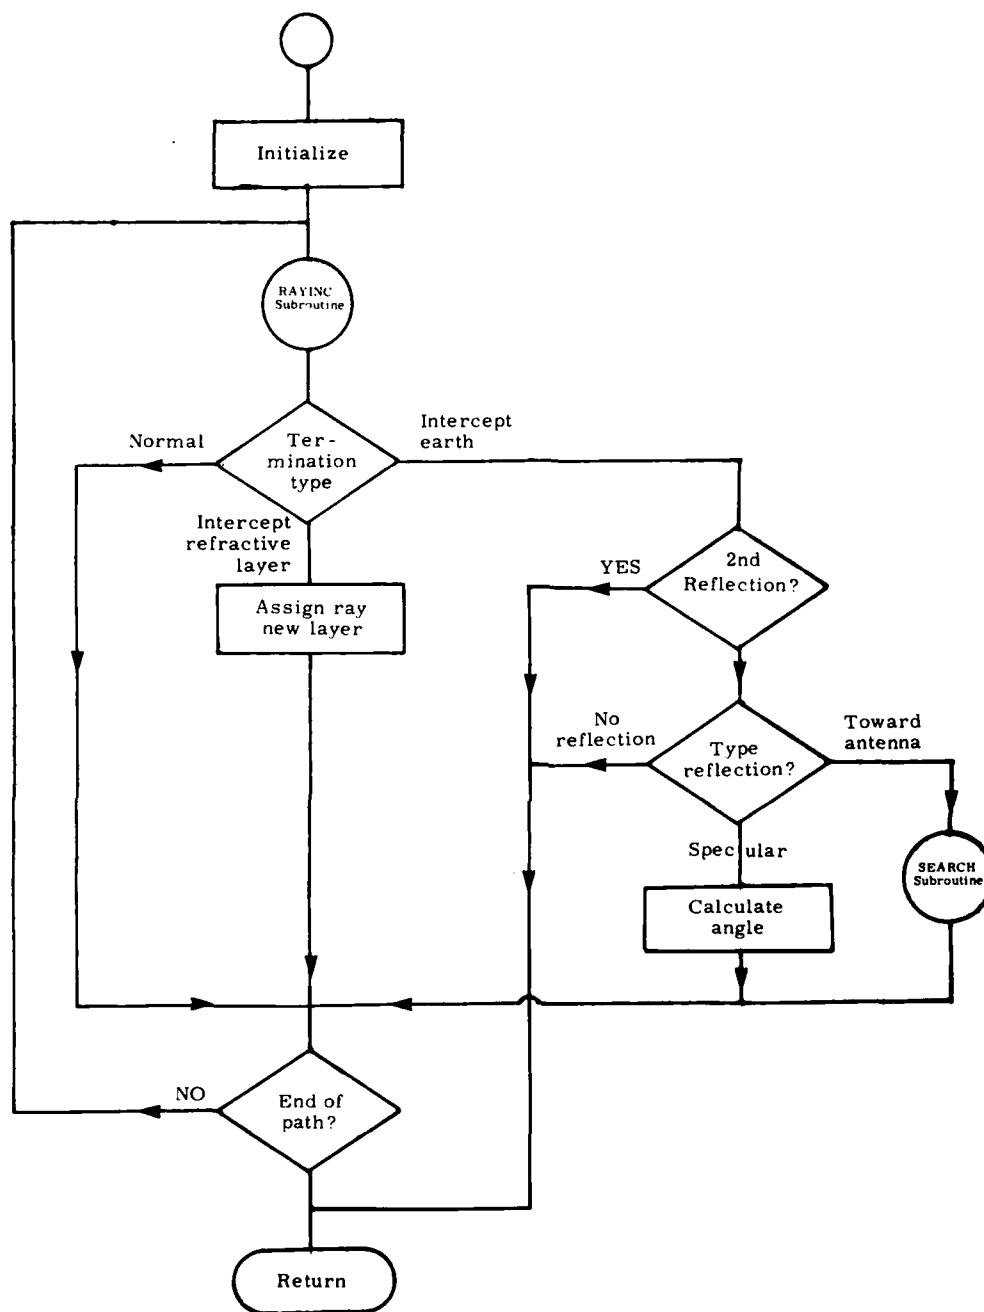 Initialize
RAYINC
Subroutine
Normal
Ter-
mination
type
Intercept
earth
Intercept
refractive
layer
Assign ray
new layer
YES
2nd
Reflection?
No
reflection
Type
reflection?
Toward
antenna
Specular
SEARCH
Subroutine
Calculate
angle
NO
End of
path?
Return